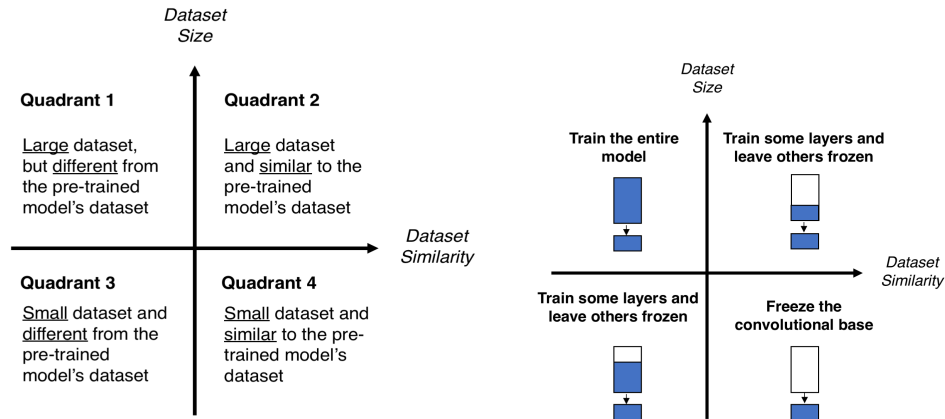 Dataset
Size
Quadrant 1
Large dataset,
but different from
the pre-trained
model's dataset
Quadrant 2
Large dataset
and similar to the
pre-trained
model's dataset
Dataset
Similarity
Quadrant 3
Small dataset and
different from the
pre-trained
model's dataset
Quadrant 4
Small dataset and
similar to the pre-
trained model's
dataset
Dataset
Size
Train the entire
model
Train some layers and
leave others frozen
Dataset
Similarity
Train some layers and
leave others frozen
Freeze the
convolutional base